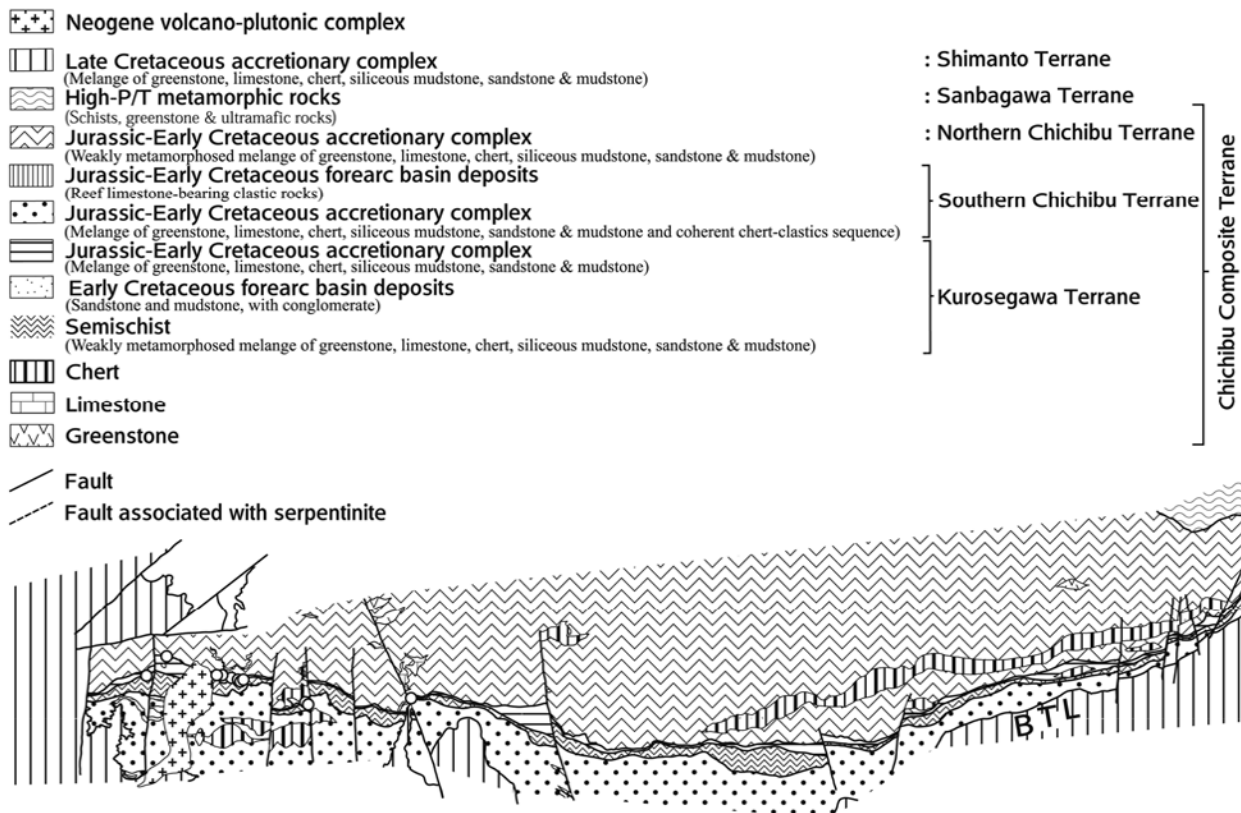 Neogene volcano-plutonic complex
Late Cretaceous accretionary complex : Shimanto Terrane
(Melange of greenstone, limestone, chert, siliceous mudstone, sandstone & mudstone)
High-P/T metamorphic rocks : Sanbagawa Terrane
(Schists, greenstone & ultramafic rocks)
Jurassic-Early Cretaceous accretionary complex : Northern Chichibu Terrane
(Weakly metamorphosed melange of greenstone, limestone, chert, siliceous mudstone, sandstone & mudstone)
Jurassic-Early Cretaceous forearc basin deposits
(Reef limestone-bearing clastic rocks)
Southern Chichibu Terrane
Jurassic-Early Cretaceous accretionary complex
(Melange of greenstone, limestone, chert, siliceous mudstone, sandstone & mudstone and coherent chert-clastics sequence)
Jurassic-Early Cretaceous accretionary complex
(Melange of greenstone, limestone, chert, siliceous mudstone, sandstone & mudstone)
Early Cretaceous forearc basin deposits
Kurosegawa Terrane
(Sandstone and mudstone, with conglomerate)
Semischist
(Weakly metamorphosed melange of greenstone, limestone, chert, siliceous mudstone, sandstone & mudstone)
Chichibu Composite Terrane
Chert
Limestone
Greenstone
Fault
Fault associated with serpentinite
BTL